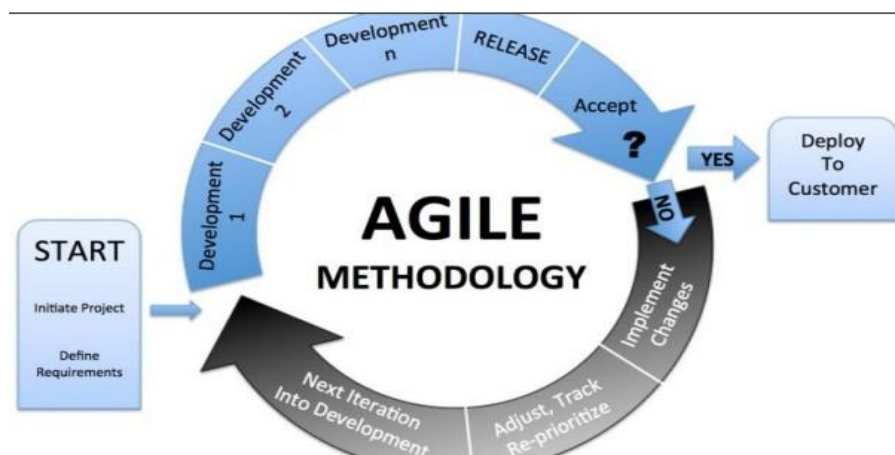 START
Initiate Project
Define
Requirements
Development
1
Development
2
Development
n
RELEASE
Accept
?
YES
Deploy
To
Customer
NO
Implement
Changes
Adjust, Track
Re-prioritize
Next Iteration
Into Development
AGILE
METHODOLOGY